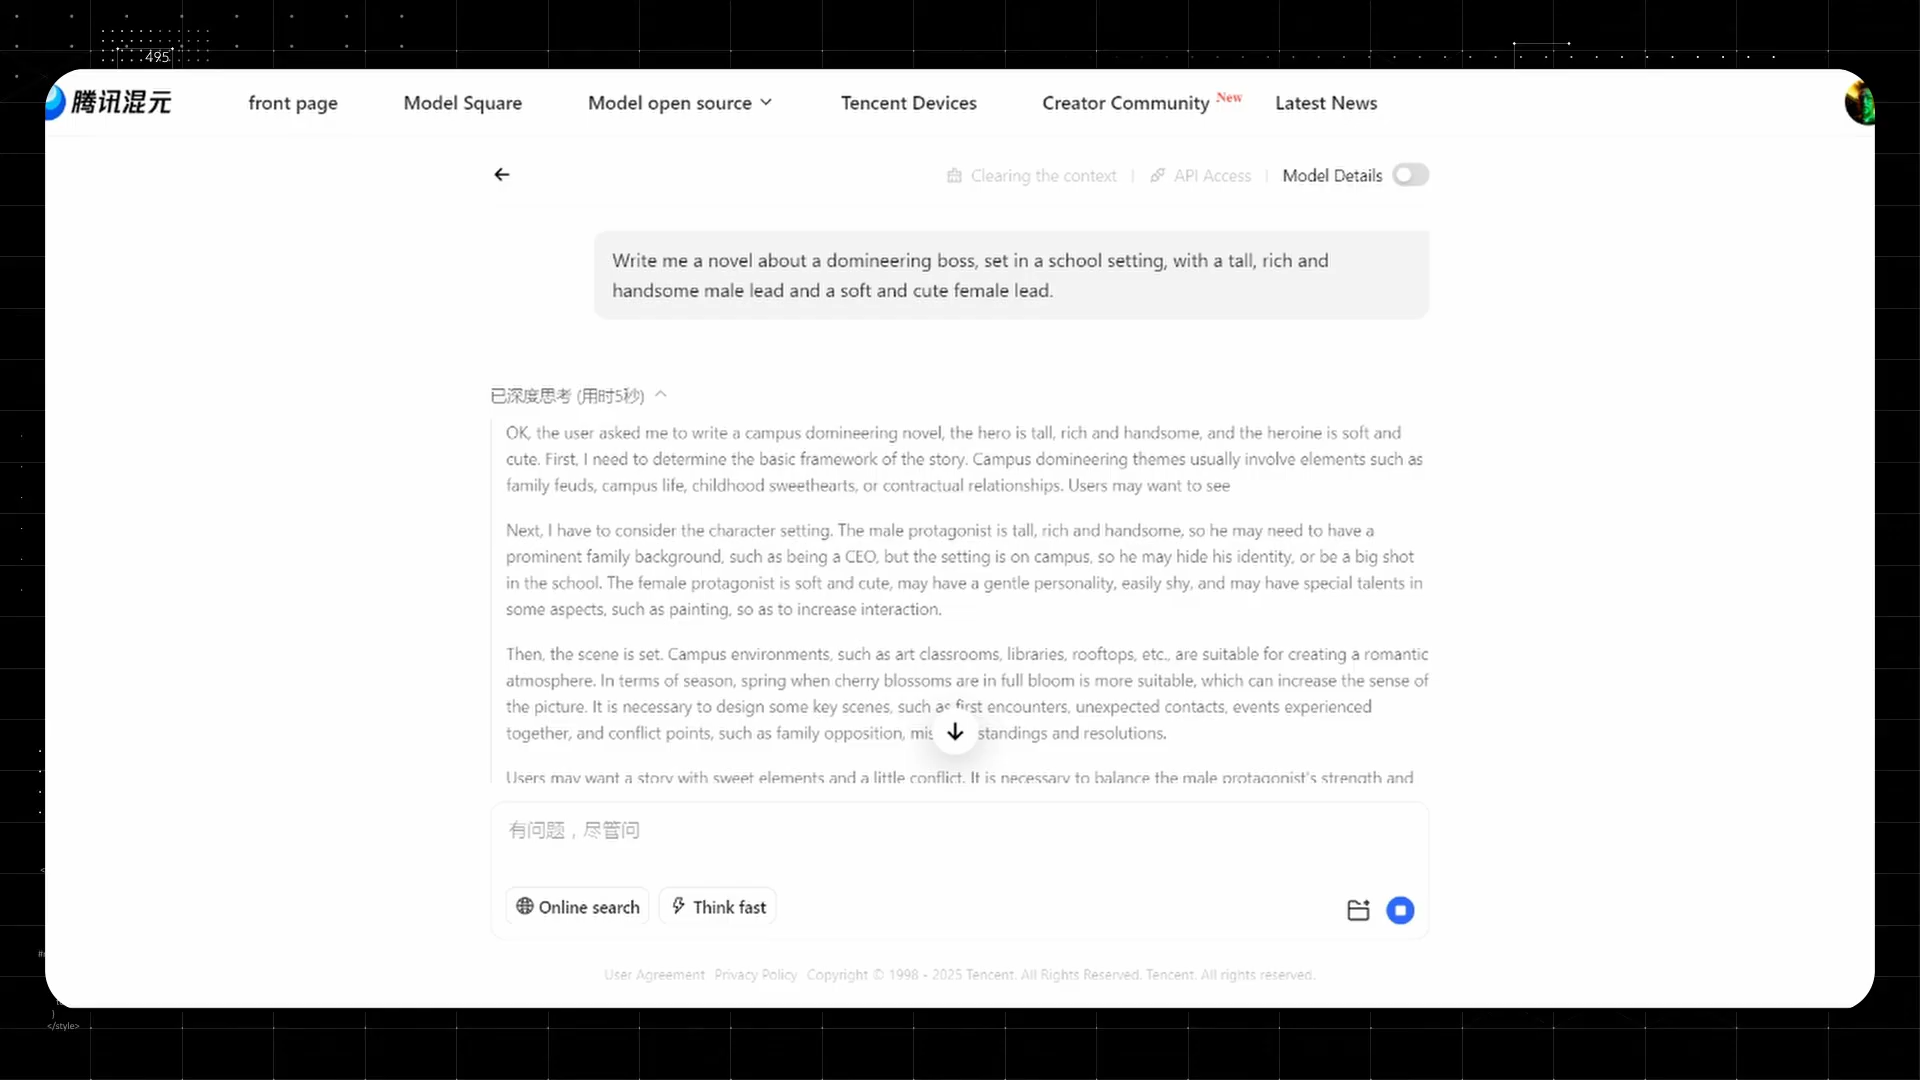 495
腾讯混元
front page
Model Square
Model open source
Tencent Devices
Creator Community New
Latest News
Clearing the context
API Access
Model Details
Write me a novel about a domineering boss, set in a school setting, with a tall, rich and
handsome male lead and a soft and cute female lead.
已深度思考 (用时5秒)
OK, the user asked me to write a campus domineering novel, the hero is tall, rich and handsome, and the heroine is soft and
cute. First, I need to determine the basic framework of the story. Campus domineering themes usually involve elements such as
family feuds, campus life, childhood sweethearts, or contractual relationships. Users may want to see
Next, I have to consider the character setting. The male protagonist is tall, rich and handsome, so he may need to have a
prominent family background, such as being a CEO, but the setting is on campus, so he may hide his identity, or be a big shot
in the school. The female protagonist is soft and cute, may have a gentle personality, easily shy, and may have special talents in
some aspects, such as painting, so as to increase interaction.
Then, the scene is set. Campus environments, such as art classrooms, libraries, rooftops, etc., are suitable for creating a romantic
atmosphere. In terms of season, spring when cherry blossoms are in full bloom is more suitable, which can increase the sense of
the picture. It is necessary to design some key scenes, such as first encounters, unexpected contacts, events experienced
together, and conflict points, such as family opposition, mis standings and resolutions.
Users may want a story with sweet elements and a little conflict. It is necessary to balance the male protagonist's strength and
有问题，尽管问
Online search
Think fast
User Agreement Privacy Policy Copyright © 1998 - 2025 Tencent. All Rights Reserved. Tencent. All rights reserved.
)
</style>